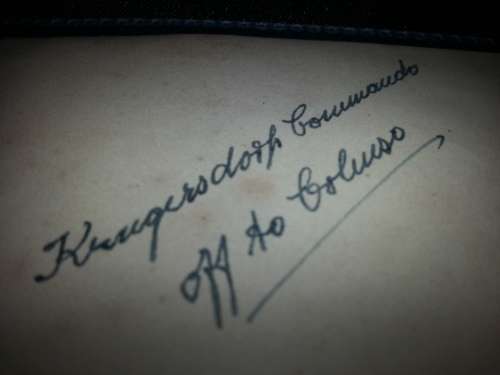 Krugersdorp Commando
off to Colenso